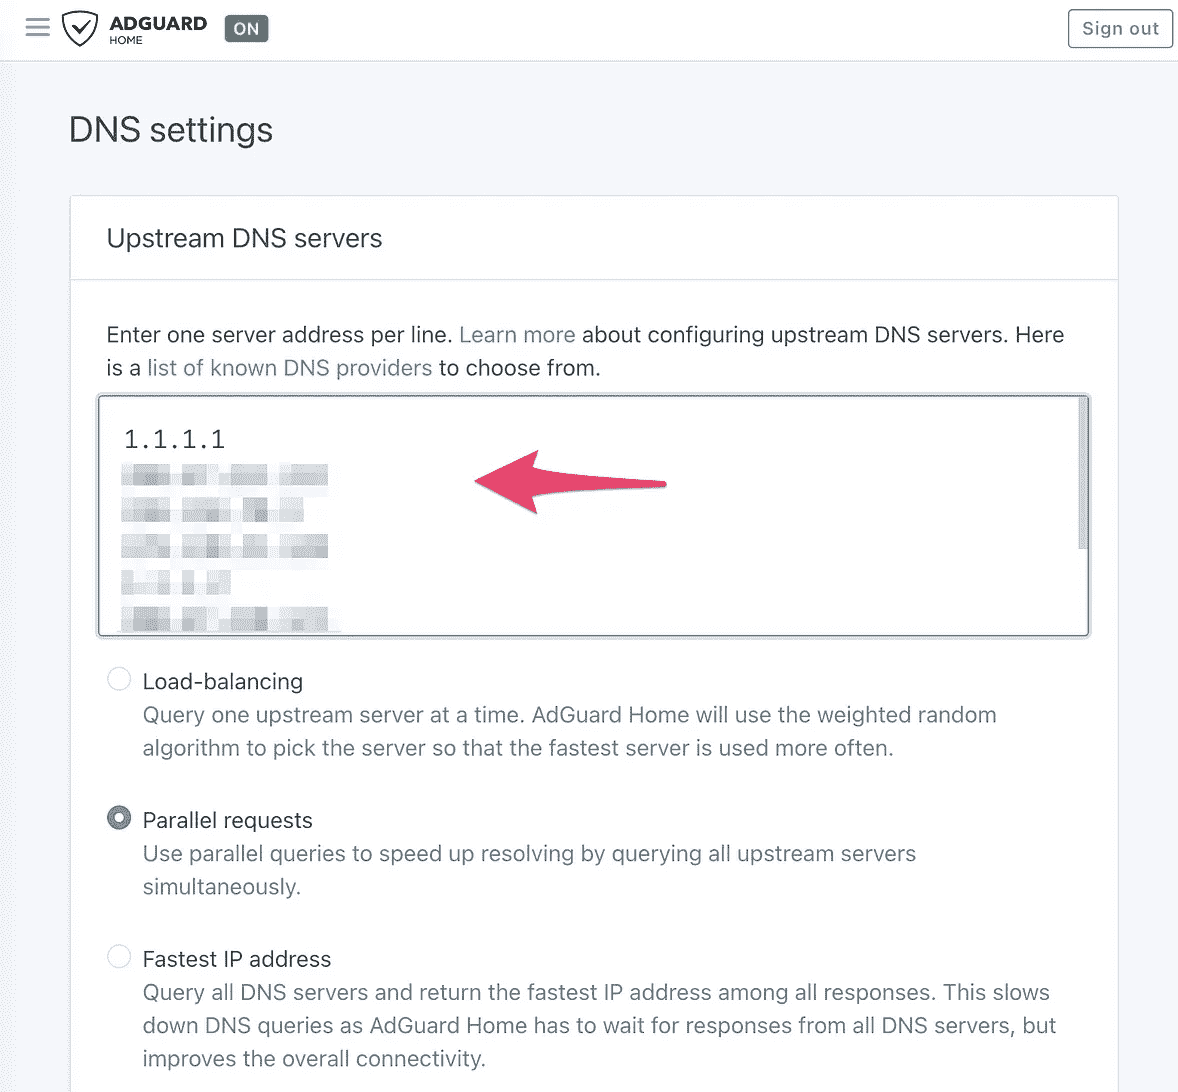 ADGUARD
HOME
ON
Sign out
DNS settings
Upstream DNS servers
Enter one server address per line. Learn more about configuring upstream DNS servers. Here
is a list of known DNS providers to choose from.
1.1.1.1
Load-balancing
Query one upstream server at a time. AdGuard Home will use the weighted random
algorithm to pick the server so that the fastest server is used more often.
Parallel requests
Use parallel queries to speed up resolving by querying all upstream servers
simultaneously.
Fastest IP address
Query all DNS servers and return the fastest IP address among all responses. This slows
down DNS queries as AdGuard Home has to wait for responses from all DNS servers, but
improves the overall connectivity.